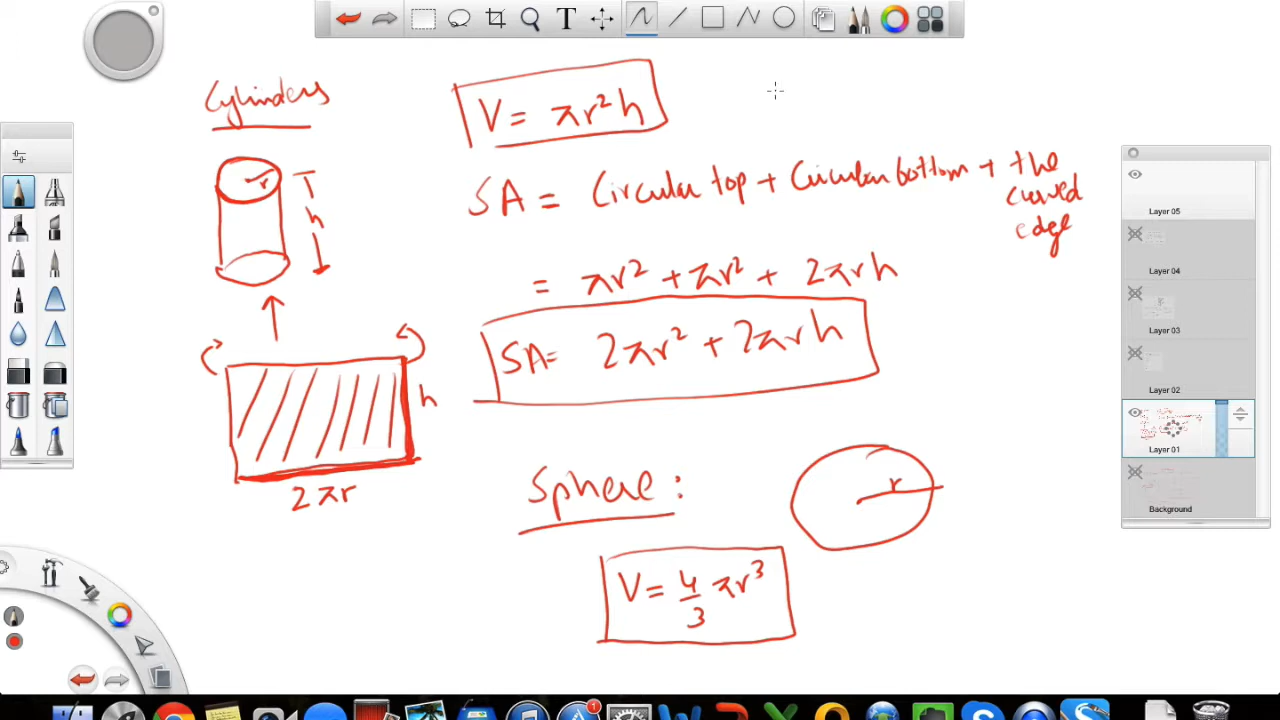 Cylinders
r
h
h
2πr
V = πr²h
SA = Circular top + Circular bottom + the
curved
edge
= πr² + πr² + 2πrh
SA= 2πr² + 2πrh
Sphere:
r
V = 4/3 πr³
T
Layer 05
Layer 04
Layer 03
Layer 02
Layer 01
Background
1